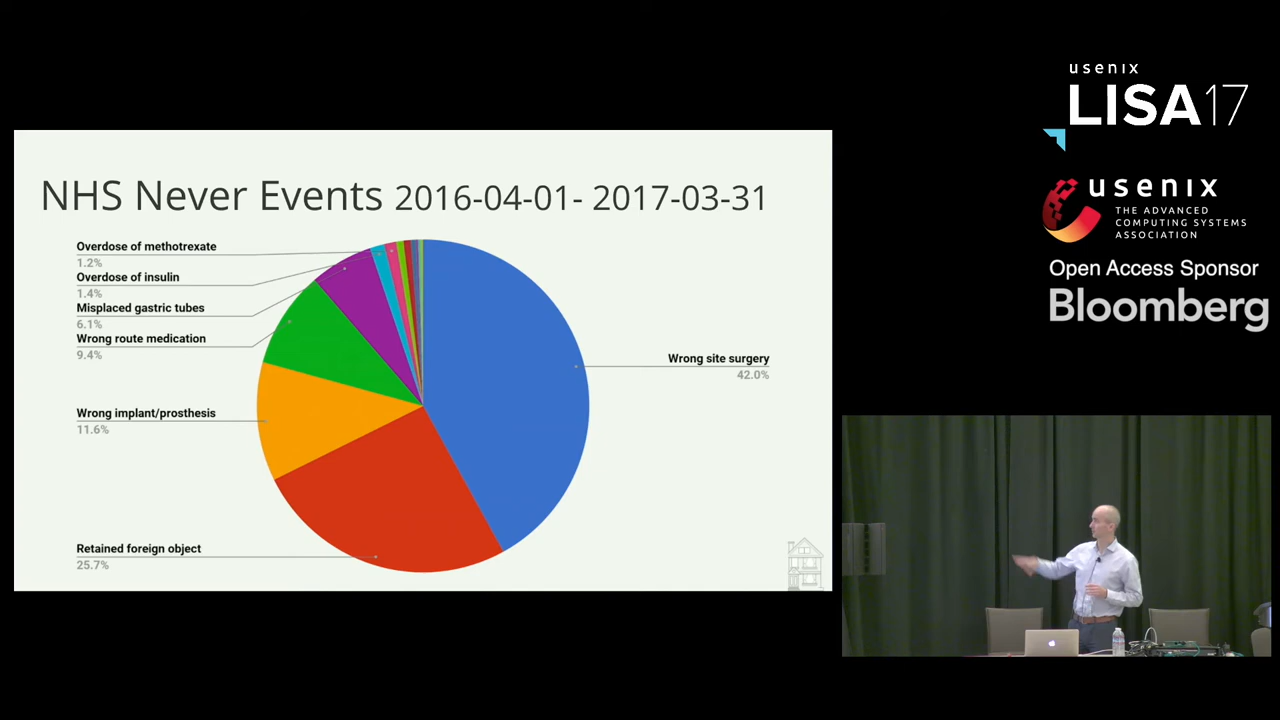 NHS Never Events 2016-04-01- 2017-03-31
Overdose of methotrexate
1.2%
Overdose of insulin
1.4%
Misplaced gastric tubes
6.1%
Wrong route medication
9.4%
Wrong implant/prosthesis
11.6%
Retained foreign object
25.7%
Wrong site surgery
42.0%
usenix
LISA17
usenix
THE ADVANCED
COMPUTING SYSTEMS
ASSOCIATION
Open Access Sponsor
Bloomberg